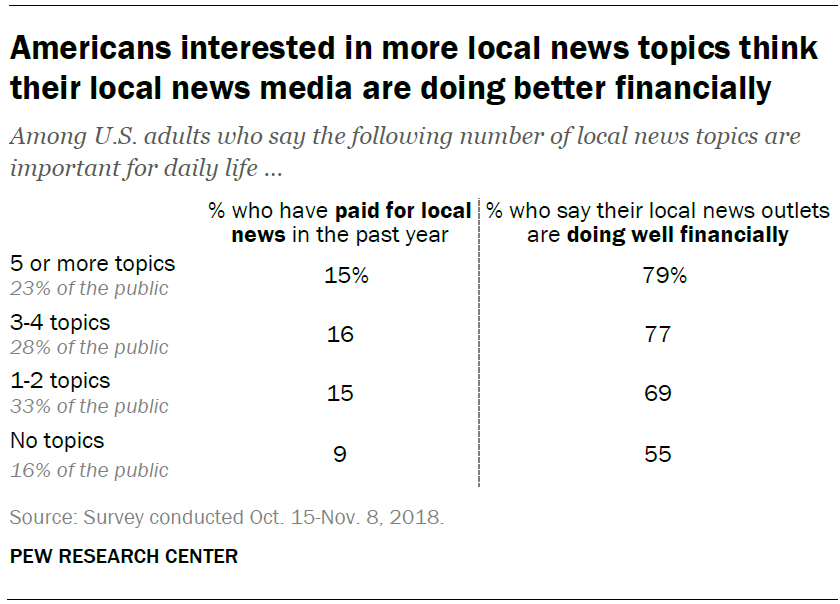 Americans interested in more local news topics think
their local news media are doing better financially
Among U.S. adults who say the following number of local news topics are
important for daily life ...
% who have paid for local
news in the past year
% who say their local news outlets
are doing well financially
5 or more topics
23% of the public
15%
79%
3-4 topics
28% of the public
16
77
1-2 topics
33% of the public
15
69
No topics
16% of the public
9
55
Source: Survey conducted Oct. 15-Nov. 8, 2018.
PEW RESEARCH CENTER